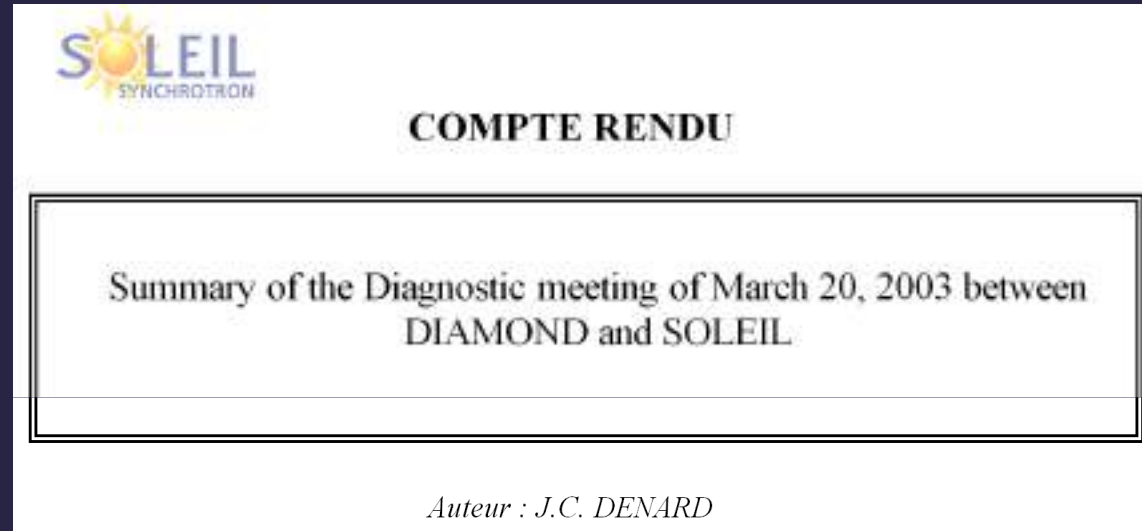 SOLEIL
SYNCHROTRON
COMPTE RENDU
Summary of the Diagnostic meeting of March 20, 2003 between
DIAMOND and SOLEIL
Auteur : J.C. DENARD